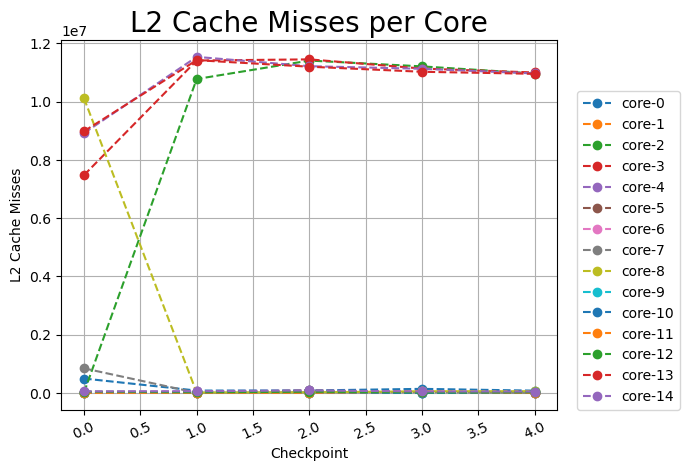 L2 Cache Misses per Core
1e7
1.2
1.0
0.8
0.6
0.4
0.2
0.0
L2 Cache Misses
0.0 0.5 1.0 1.5 2.0 2.5 3.0 3.5 4.0
Checkpoint
core-0
core-1
core-2
core-3
core-4
core-5
core-6
core-7
core-8
core-9
core-10
core-11
core-12
core-13
core-14